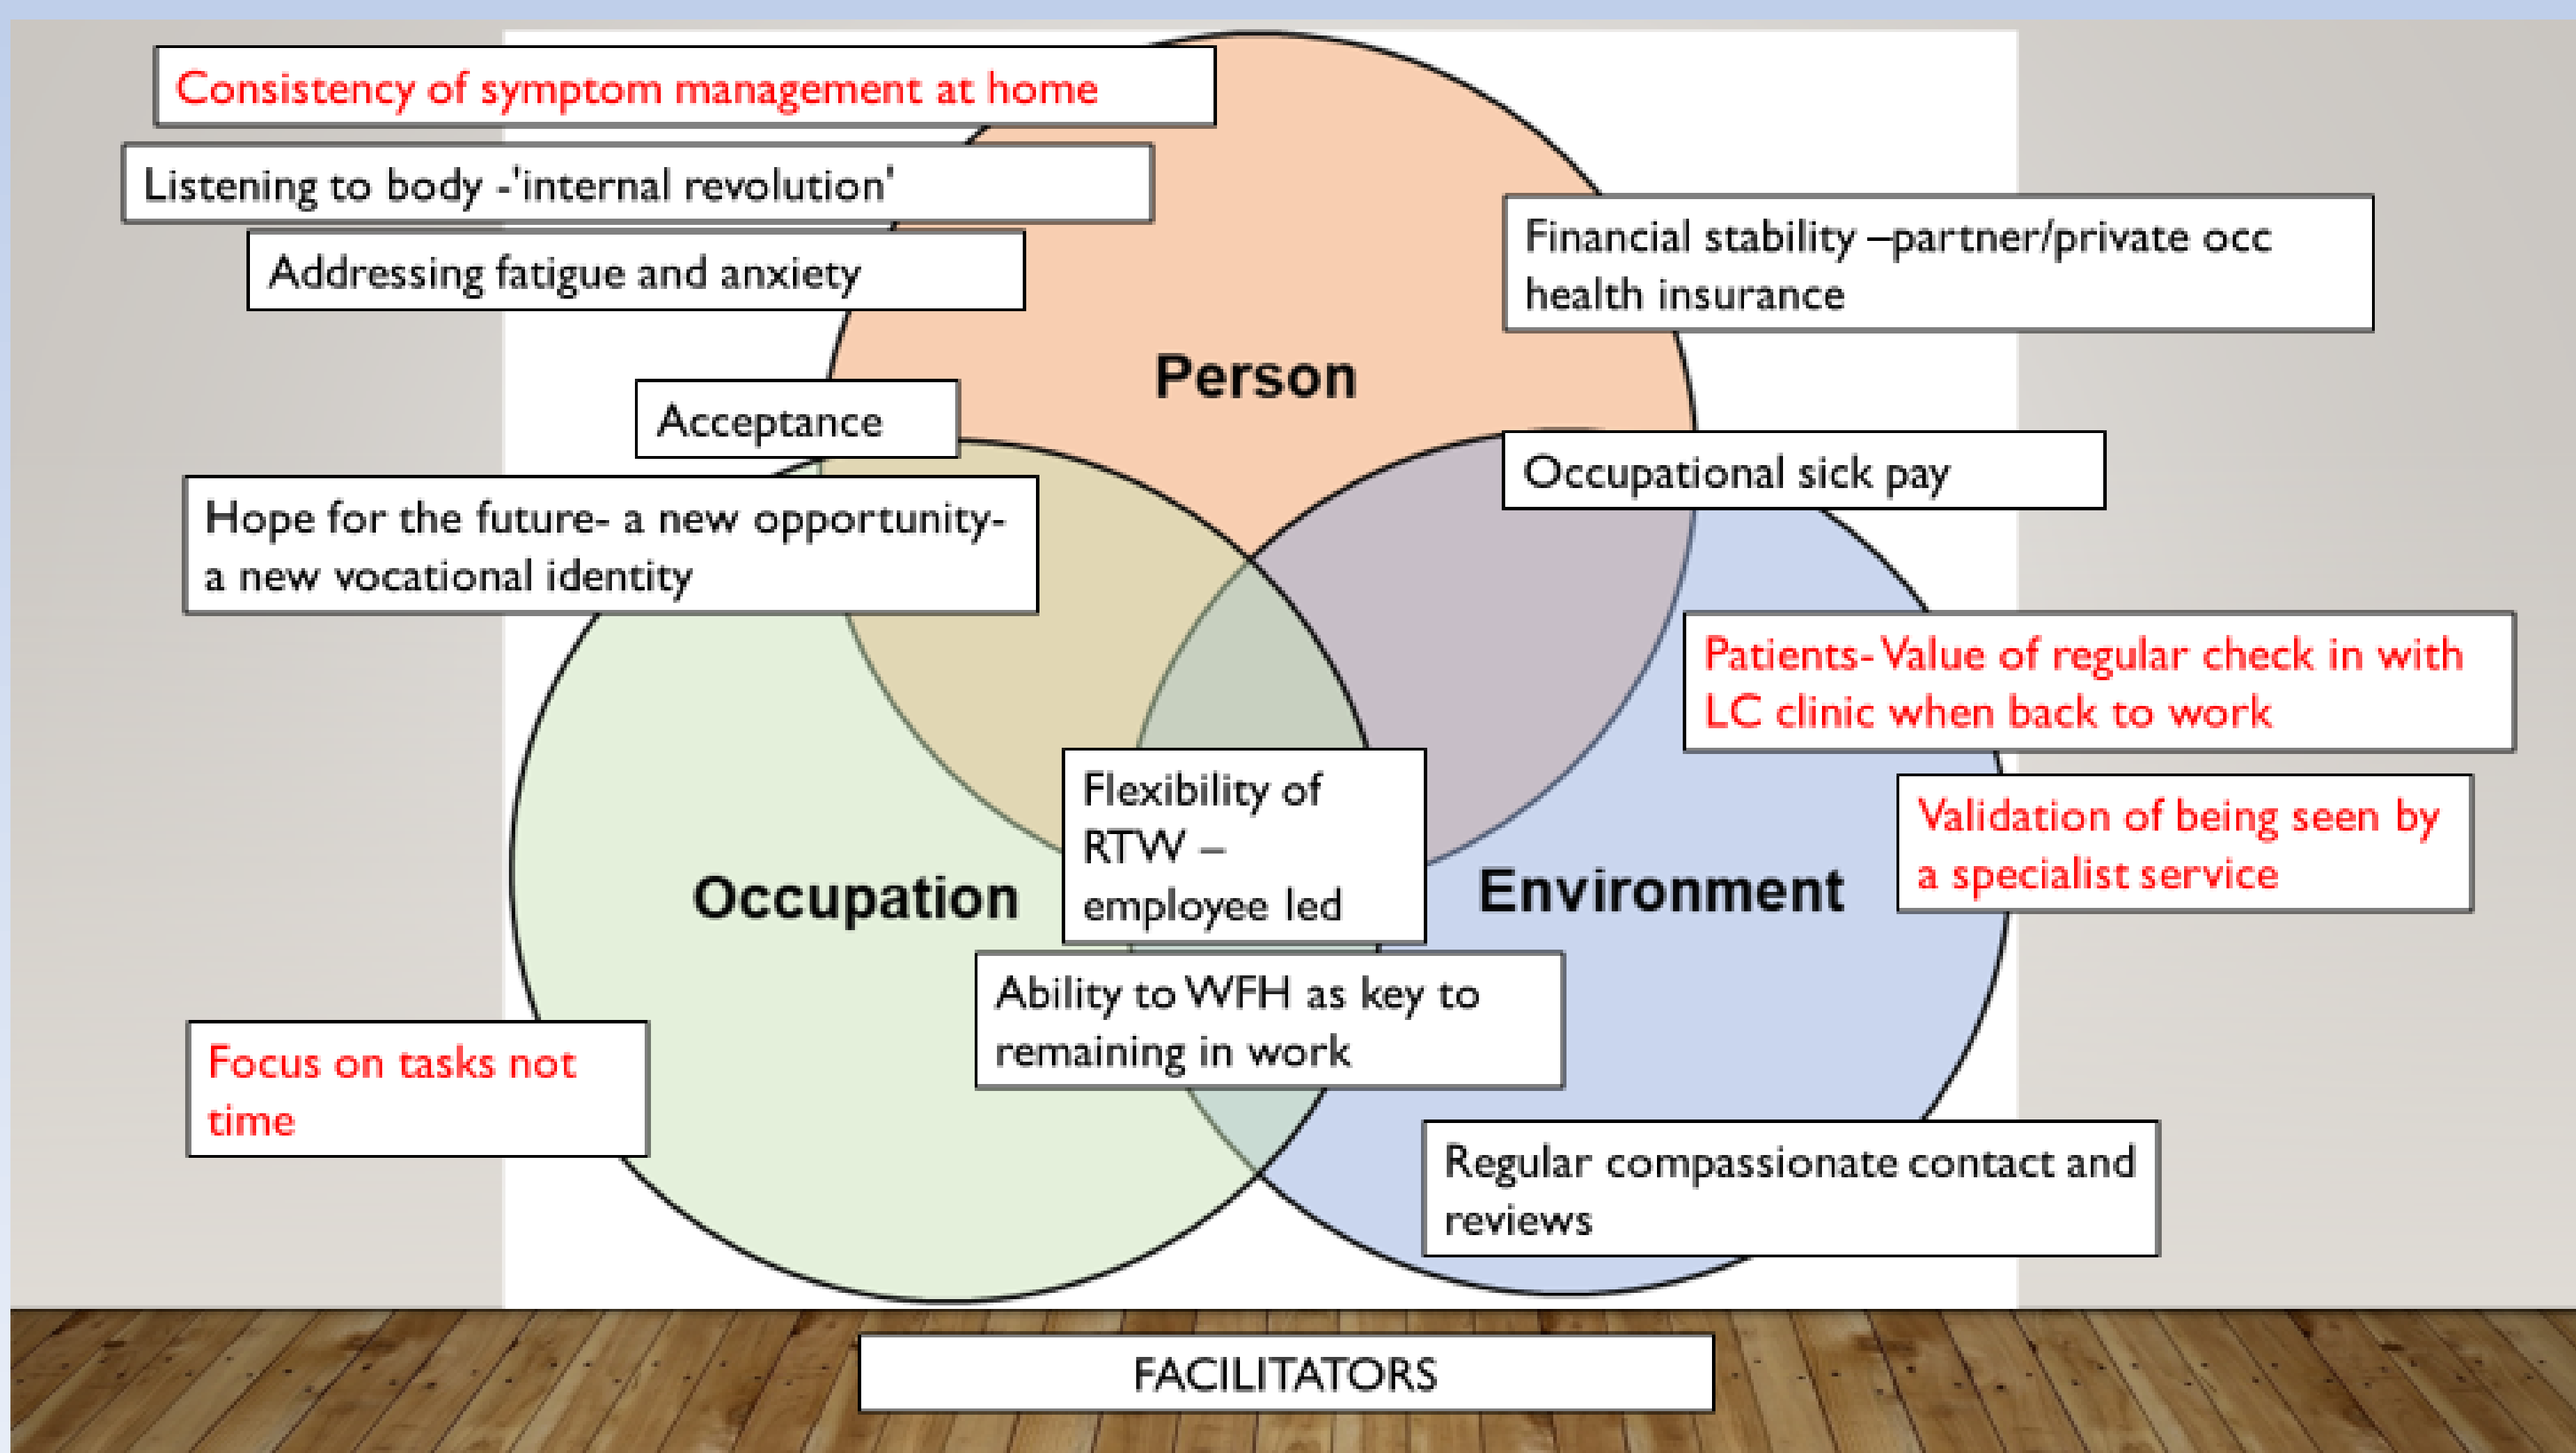 Consistency of symptom management at home
Listening to body -'internal revolution'
Addressing fatigue and anxiety
Financial stability –partner/private occ
health insurance
Person
Acceptance
Occupational sick pay
Hope for the future- a new opportunity-
a new vocational identity
Patients- Value of regular check in with
LC clinic when back to work
Flexibility of
RTW –
employee led
Validation of being seen by
a specialist service
Occupation
Environment
Ability to WFH as key to
remaining in work
Focus on tasks not
time
Regular compassionate contact and
reviews
FACILITATORS